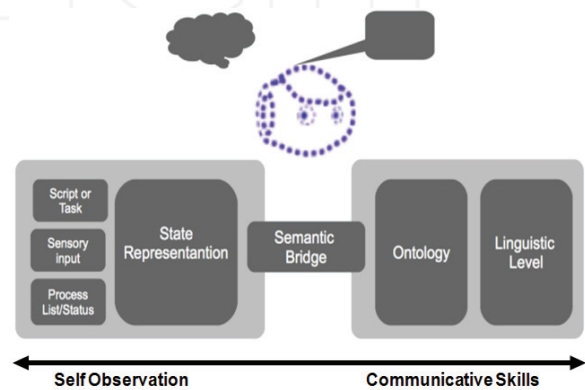 Script or
Task
Sensory
input
Process
List/Status
State
Representantion
Semantic
Bridge
Ontology
Linguistic
Level
Self Observation
Communicative Skills